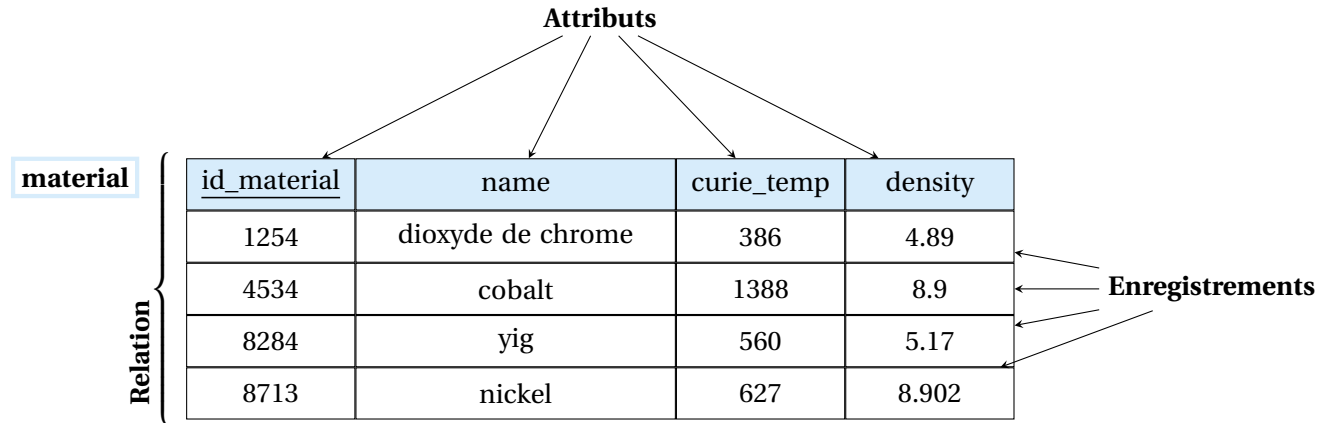 Attributs
material
id_material name curie_temp density
1254 dioxyde de chrome 386 4.89
4534 cobalt 1388 8.9
8284 yig 560 5.17
8713 nickel 627 8.902
Enregistrements
Relation